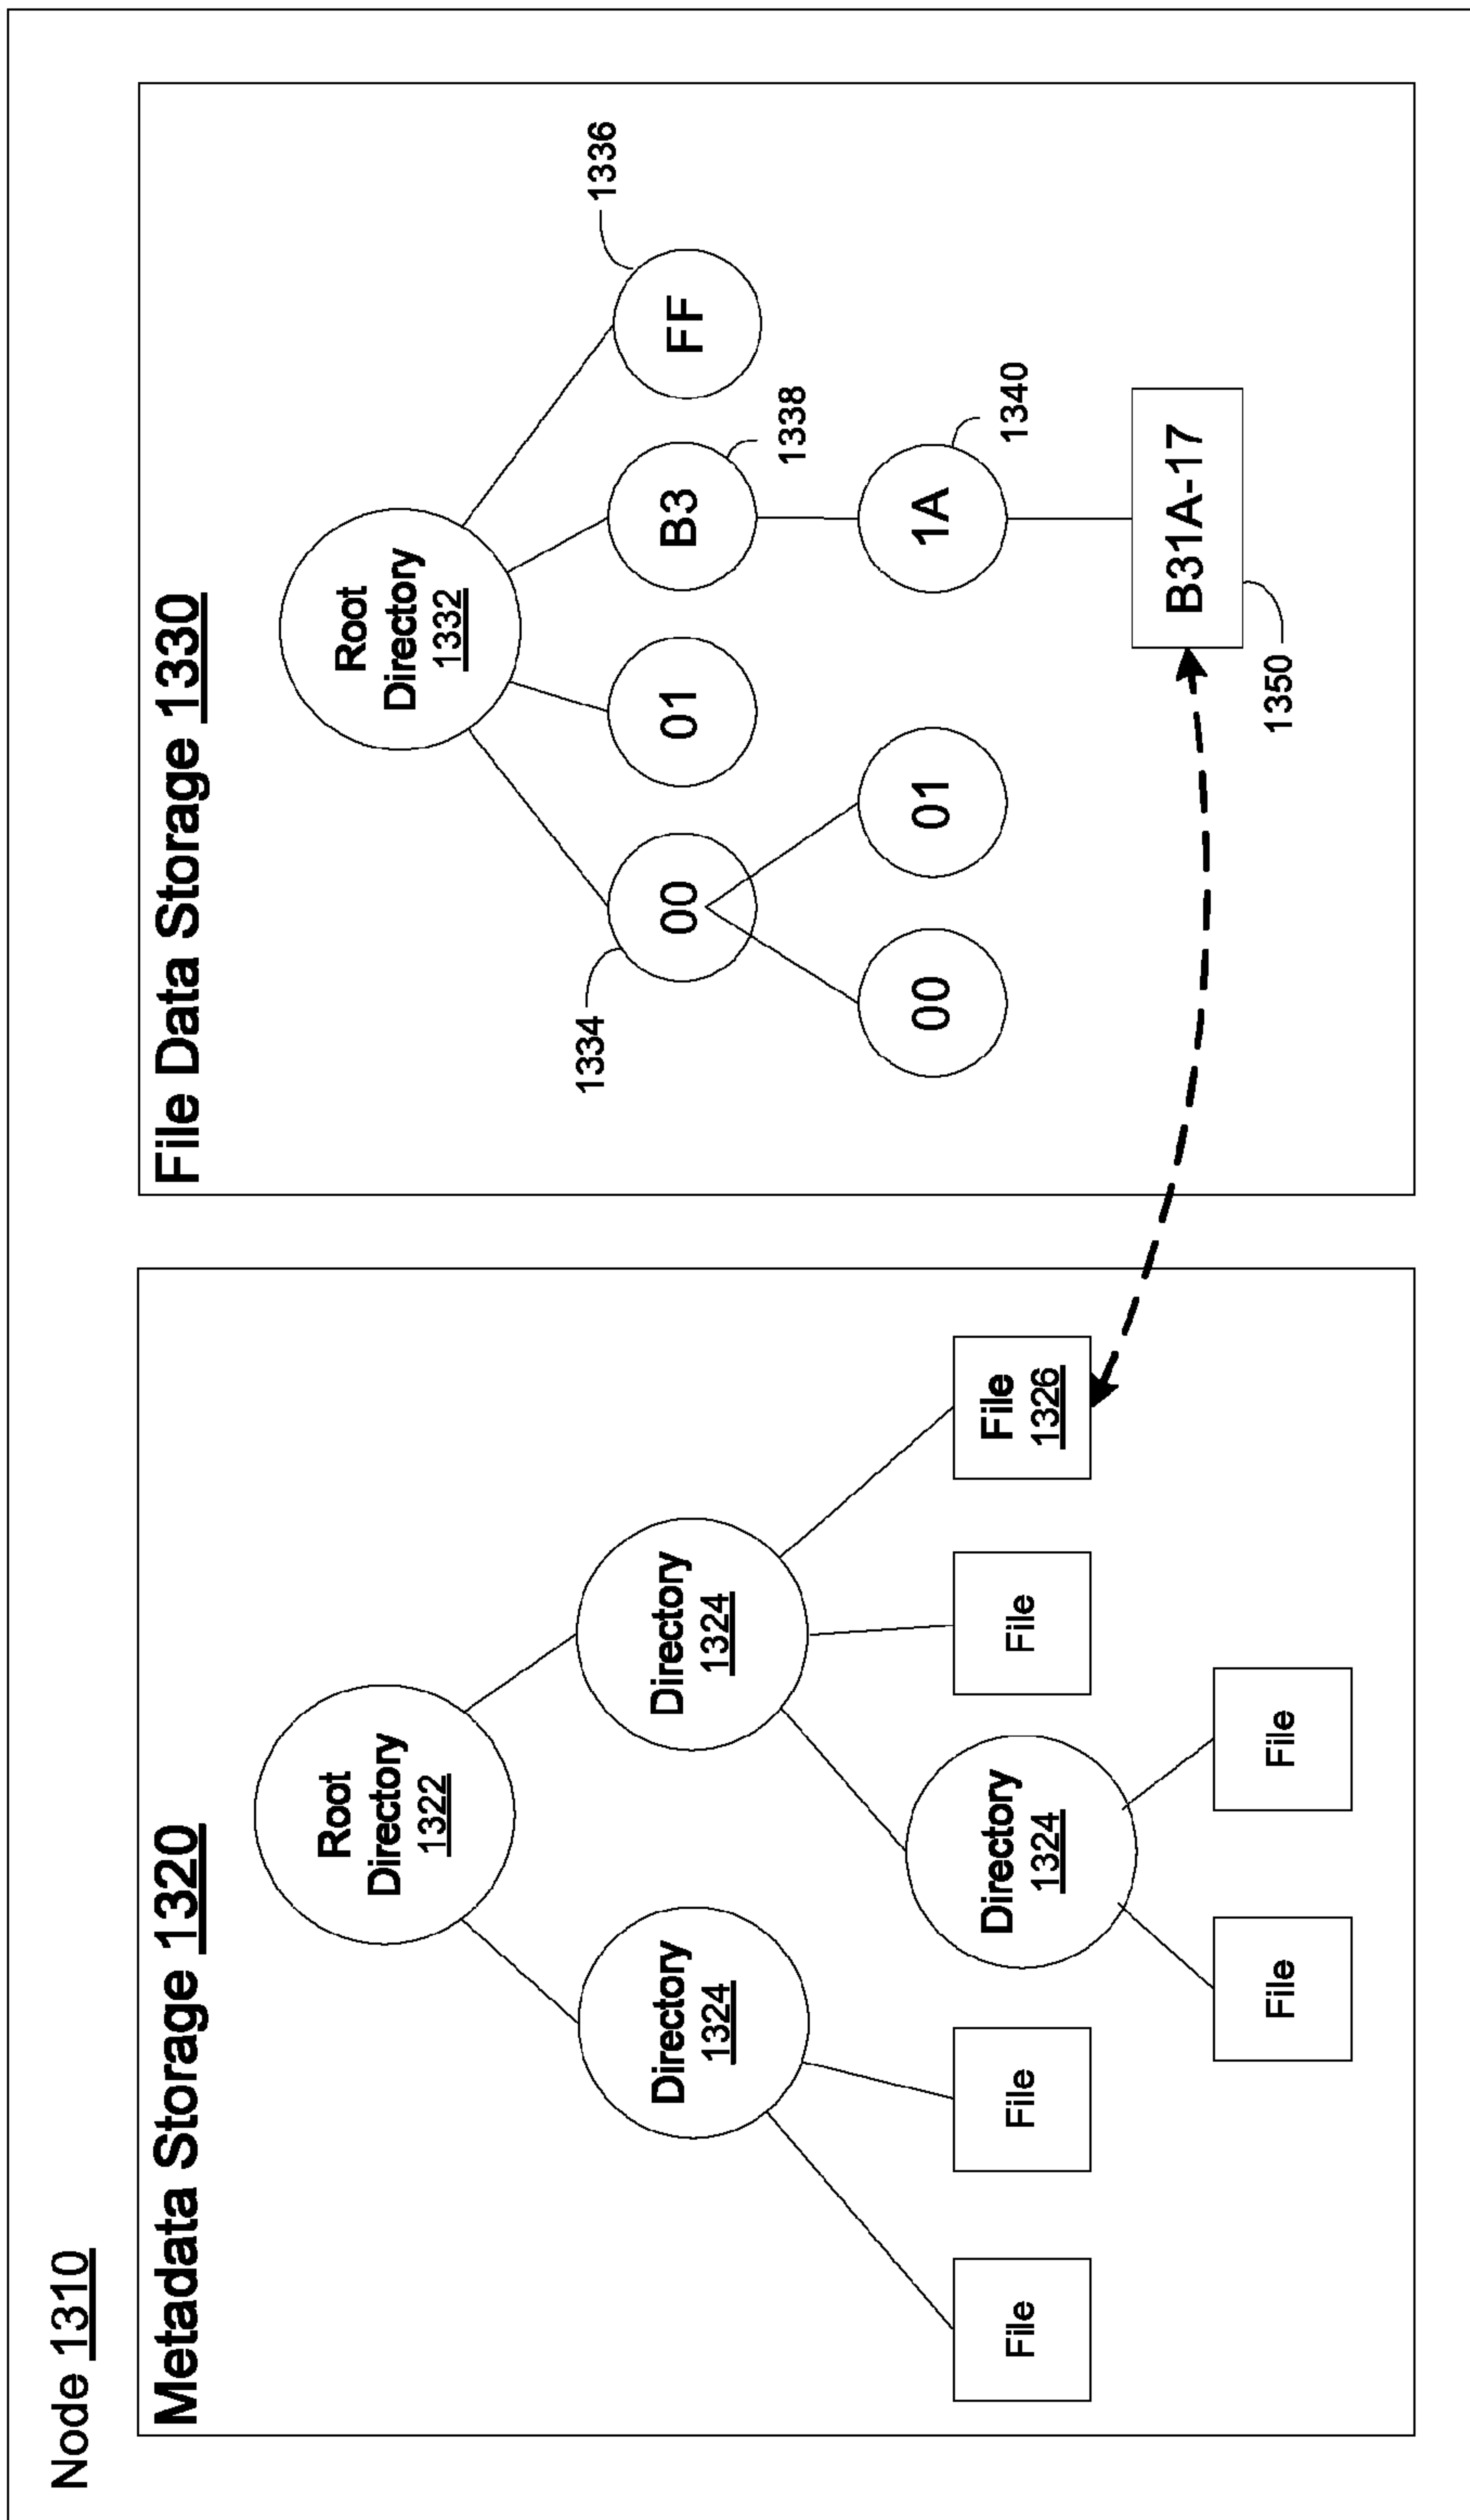 Node 1310
Metadata Storage 1320
Root
Directory
1322
Directory
1324
Directory
1324
File
File
Directory
1324
File
File
1326
File
File
File Data Storage 1330
Root
Directory
1332
1334
00
01
B3
FF
1336
1338
00
01
1A
1340
B31A-17
1350